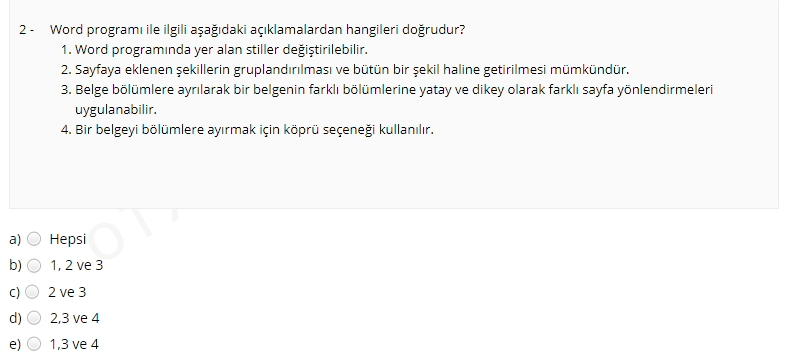 2 - Word programı ile ilgili aşağıdaki açıklamalardan hangileri doğrudur?
1. Word programında yer alan stiller değiştirilebilir.
2. Sayfaya eklenen şekillerin gruplandırılması ve bütün bir şekil haline getirilmesi mümkündür.
3. Belge bölümlere ayrılarak bir belgenin farklı bölümlerine yatay ve dikey olarak farklı sayfa yönlendirmeleri
uygulanabilir.
4. Bir belgeyi bölümlere ayırmak için köprü seçeneği kullanılır.
a) Hepsi
b) 1, 2 ve 3
c) 2 ve 3
d) 2,3 ve 4
e) 1,3 ve 4